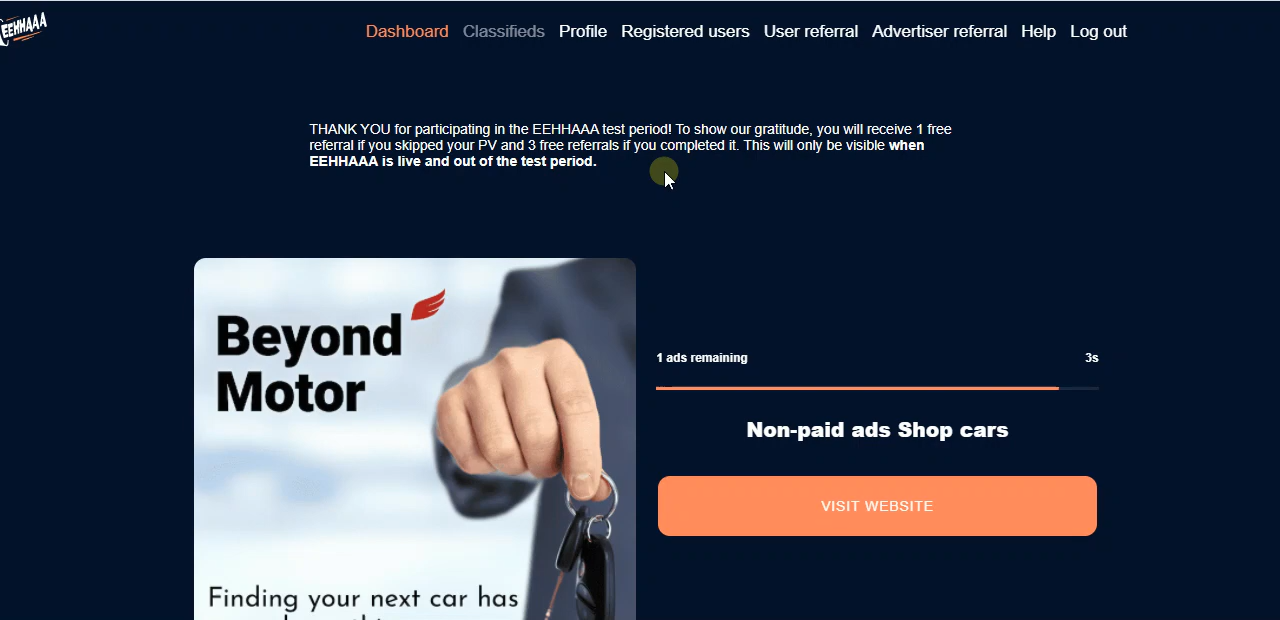 EEHHAAA
Dashboard Classifieds Profile Registered users User referral Advertiser referral Help Log out
THANK YOU for participating in the EEHHAAA test period! To show our gratitude, you will receive 1 free
referral if you skipped your PV and 3 free referrals if you completed it. This will only be visible when
EEHHAAA is live and out of the test period.
Beyond
Motor
Finding your next car has
1 ads remaining 3s
Non-paid ads Shop cars
VISIT WEBSITE